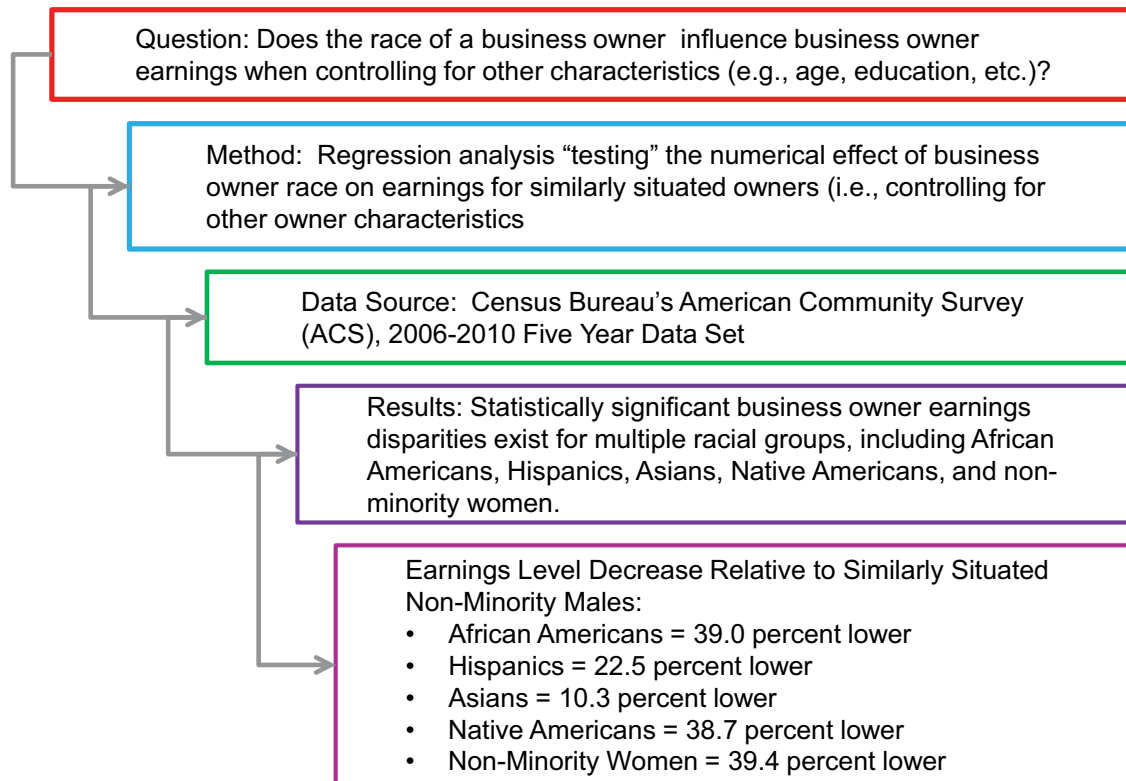 Question: Does the race of a business owner influence business owner
earnings when controlling for other characteristics (e.g., age, education, etc.)?
Method: Regression analysis “testing” the numerical effect of business
owner race on earnings for similarly situated owners (i.e., controlling for
other owner characteristics
Data Source: Census Bureau’s American Community Survey
(ACS), 2006-2010 Five Year Data Set
Results: Statistically significant business owner earnings
disparities exist for multiple racial groups, including African
Americans, Hispanics, Asians, Native Americans, and non-
minority women.
Earnings Level Decrease Relative to Similarly Situated
Non-Minority Males:
• African Americans = 39.0 percent lower
• Hispanics = 22.5 percent lower
• Asians = 10.3 percent lower
• Native Americans = 38.7 percent lower
• Non-Minority Women = 39.4 percent lower